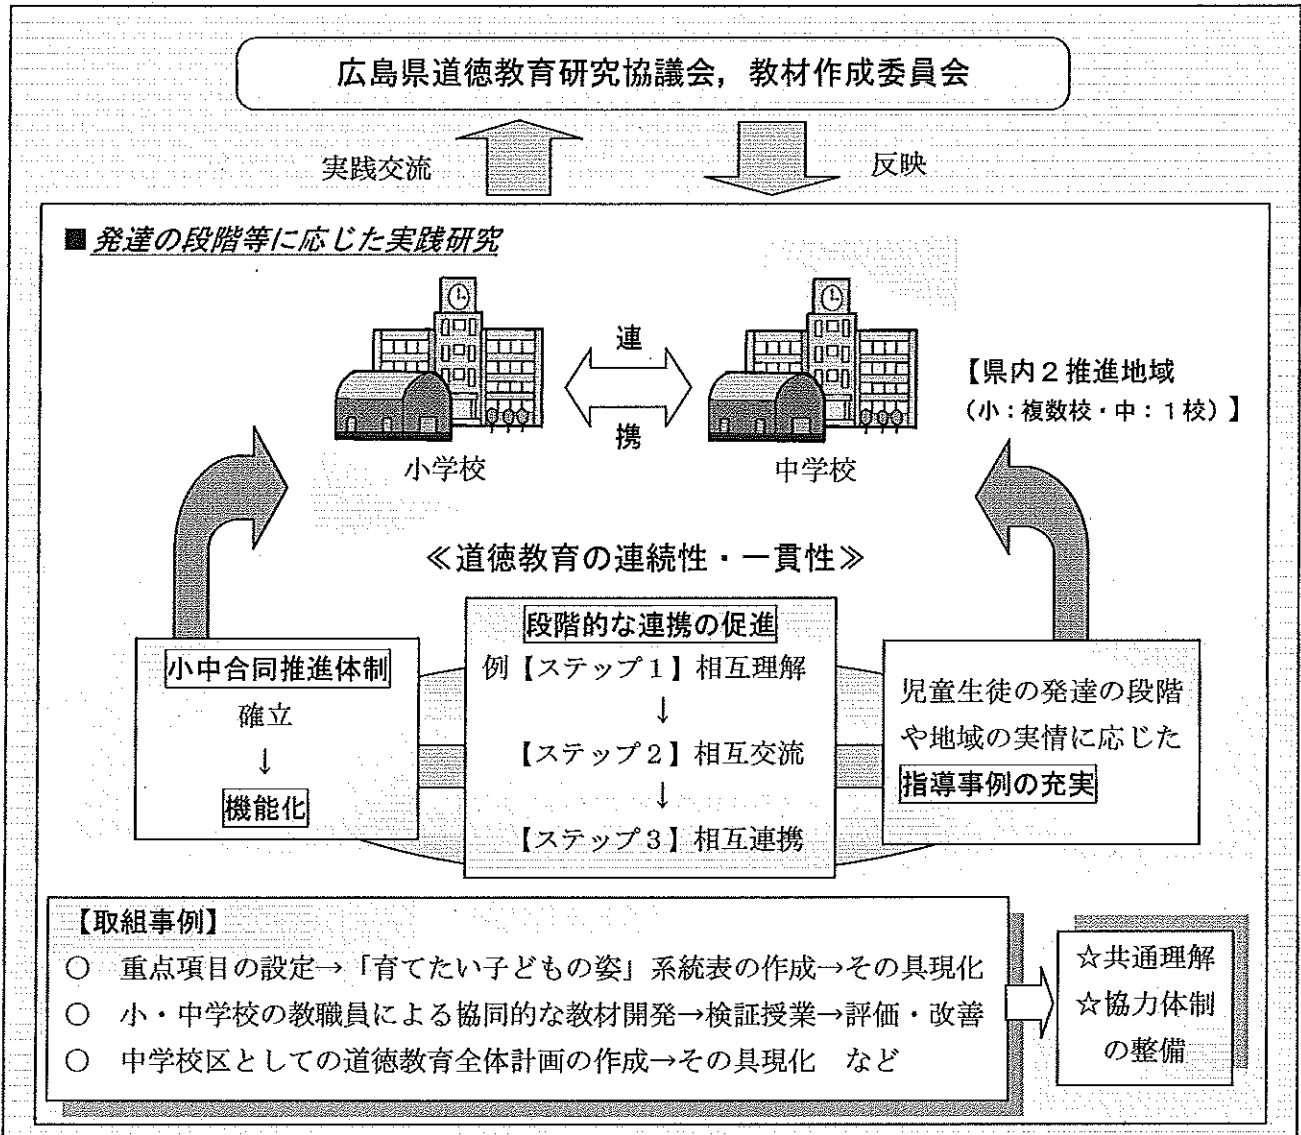 広島県道徳教育研究協議会，教材作成委員会
実践交流
反映
■発達の段階等に応じた実践研究
連
携
小学校
中学校
【県内２推進地域
（小：複数校・中：１校）】
≪道徳教育の連続性・一貫性≫
小中合同推進体制
確立
↓
機能化
段階的な連携の促進
例【ステップ１】相互理解
↓
【ステップ２】相互交流
↓
【ステップ３】相互連携
児童生徒の発達の段階
や地域の実情に応じた
指導事例の充実
【取組事例】
○　重点項目の設定→「育てたい子どもの姿」系統表の作成→その具現化
○　小・中学校の教職員による協同的な教材開発→検証授業→評価・改善
○　中学校区としての道徳教育全体計画の作成→その具現化　など
☆共通理解
☆協力体制
の整備